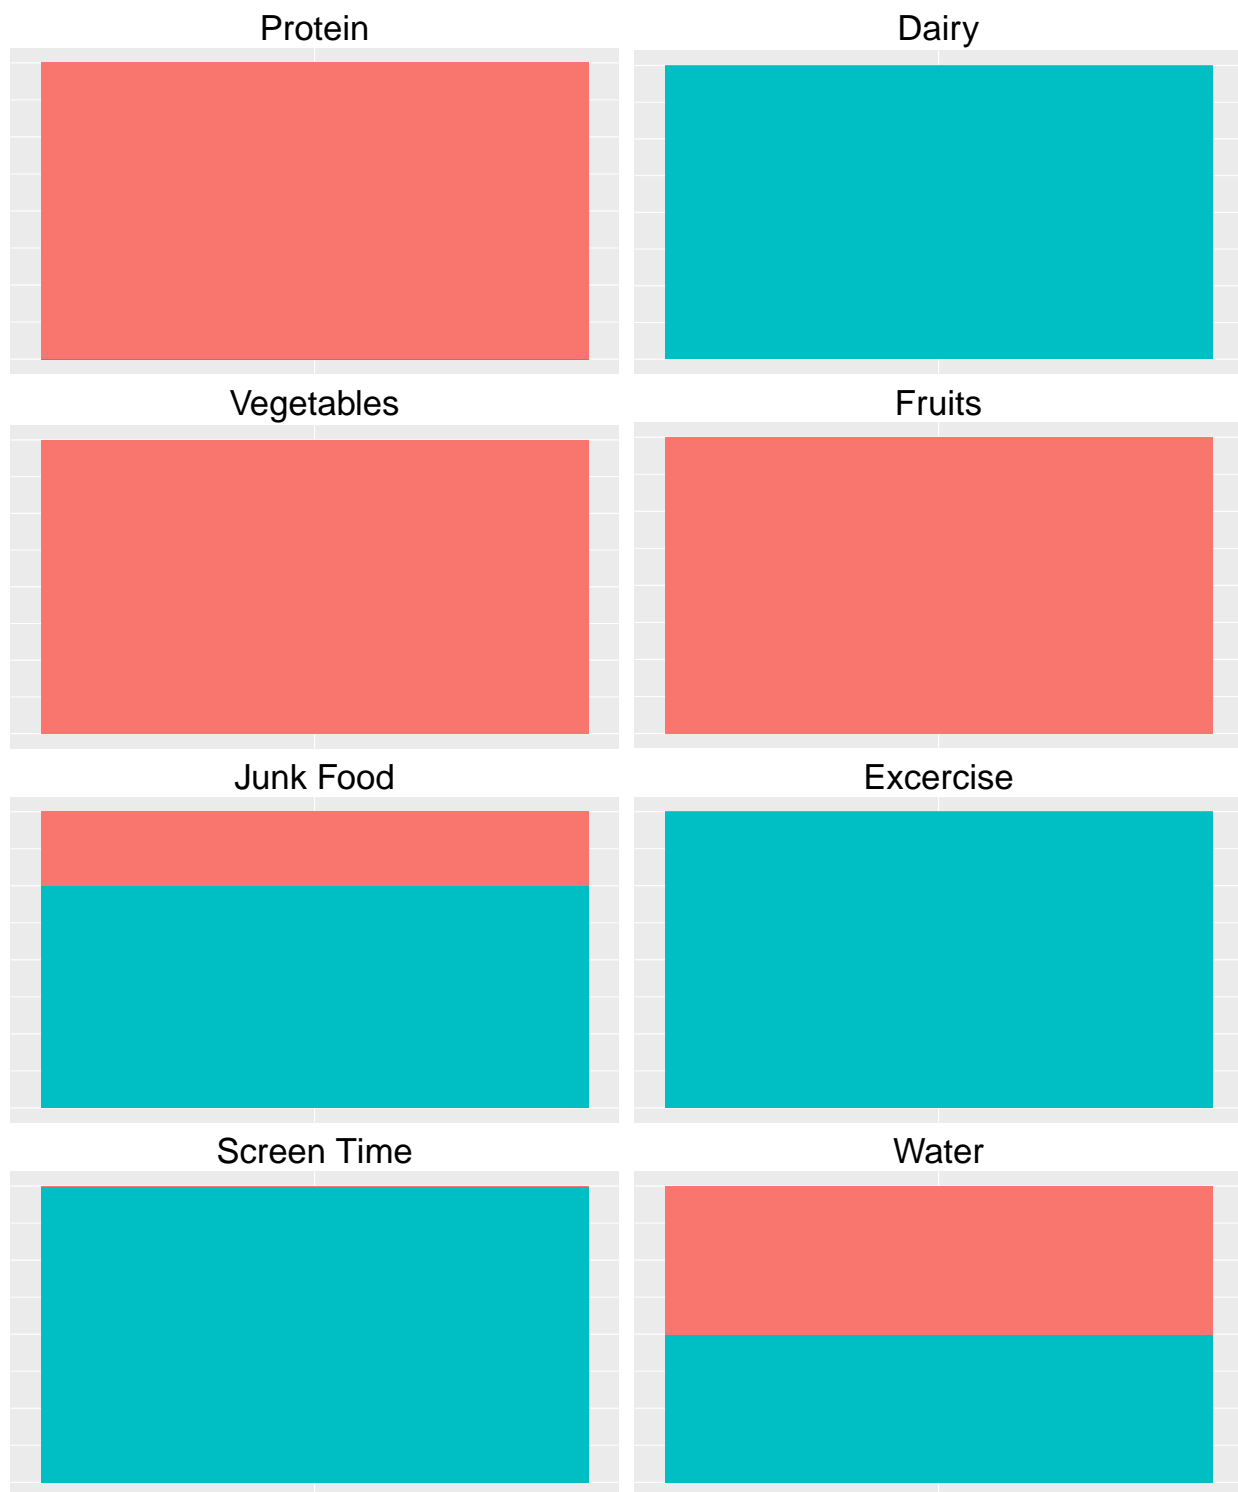 Protein
Dairy
Vegetables
Fruits
Junk Food
Excercise
Screen Time
Water